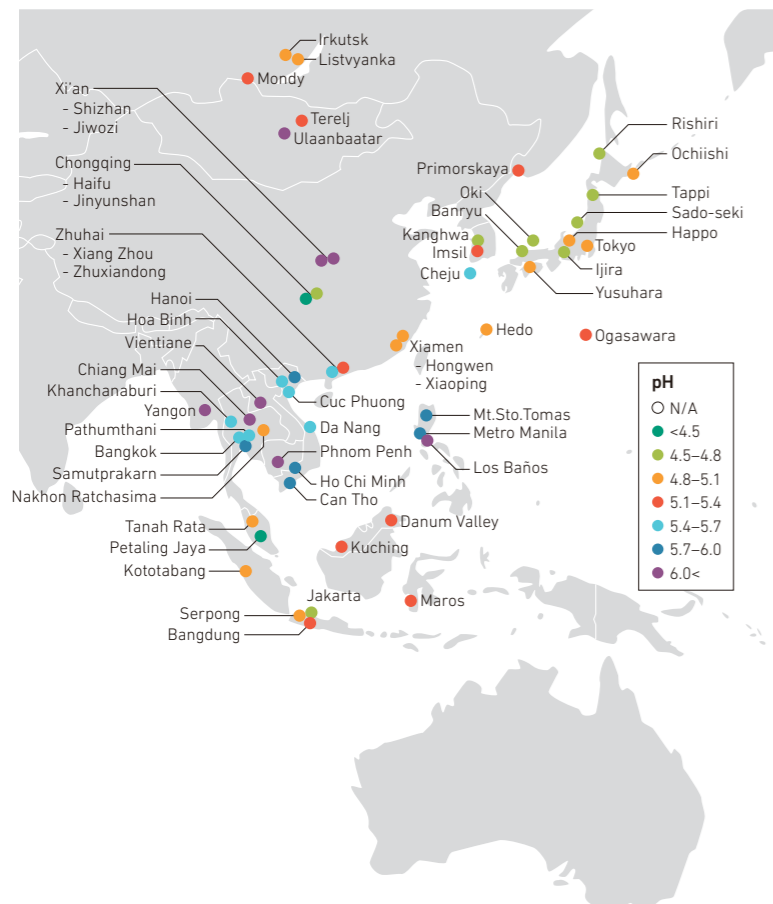 Irkutsk
Listvyanka
Mondy
Xi'an
- Shizhan
- Jiwozi
Terelj
Ulaanbaatar
Rishiri
Ochiishi
Chongqing
- Haifu
- Jinyunshan
Primorskaya
Oki
Tappi
Banryu
Sado-seki
Zhuhai
- Xiang Zhou
- Zhuxiandong
Kanghwa
Happo
Tokyo
Imsil
Ijira
Cheju
Yusuhara
Hanoi
Hoa Binh
Hedo
Ogasawara
Vientiane
Xiamen
- Hongwen
- Xiaoping
Chiang Mai
Khanchanaburi
Cuc Phuong
Yangon
Mt.Sto.Tomas
Pathumthani
Da Nang
Metro Manila
Bangkok
Phnom Penh
Los Baños
Samutprakarn
Ho Chi Minh
Nakhon Ratchasima
Can Tho
pH
N/A
<4.5
4.5–4.8
4.8–5.1
5.1–5.4
5.4–5.7
5.7–6.0
6.0<
Tanah Rata
Danum Valley
Petaling Jaya
Kuching
Kototabang
Jakarta
Maros
Serpong
Bangdung